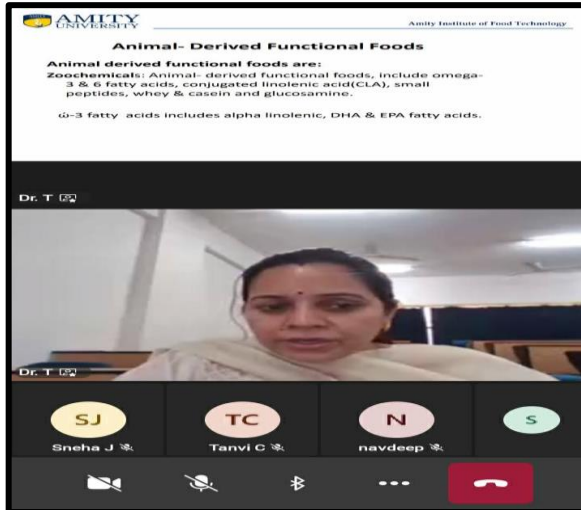 AMITY
UNIVERSITY
Amity Institute of Food Technology
Animal- Derived Functional Foods
Animal derived functional foods are:
Zoochemicals: Animal- derived functional foods, include omega-
3 & 6 fatty acids, conjugated linolenic acid(CLA), small
peptides, whey & casein and glucosamine.
ώ-3 fatty acids includes alpha linolenic, DHA & EPA fatty acids.
Dr. T
Dr. T
SJ
TC
N
S
Sneha J
Tanvi C
navdeep